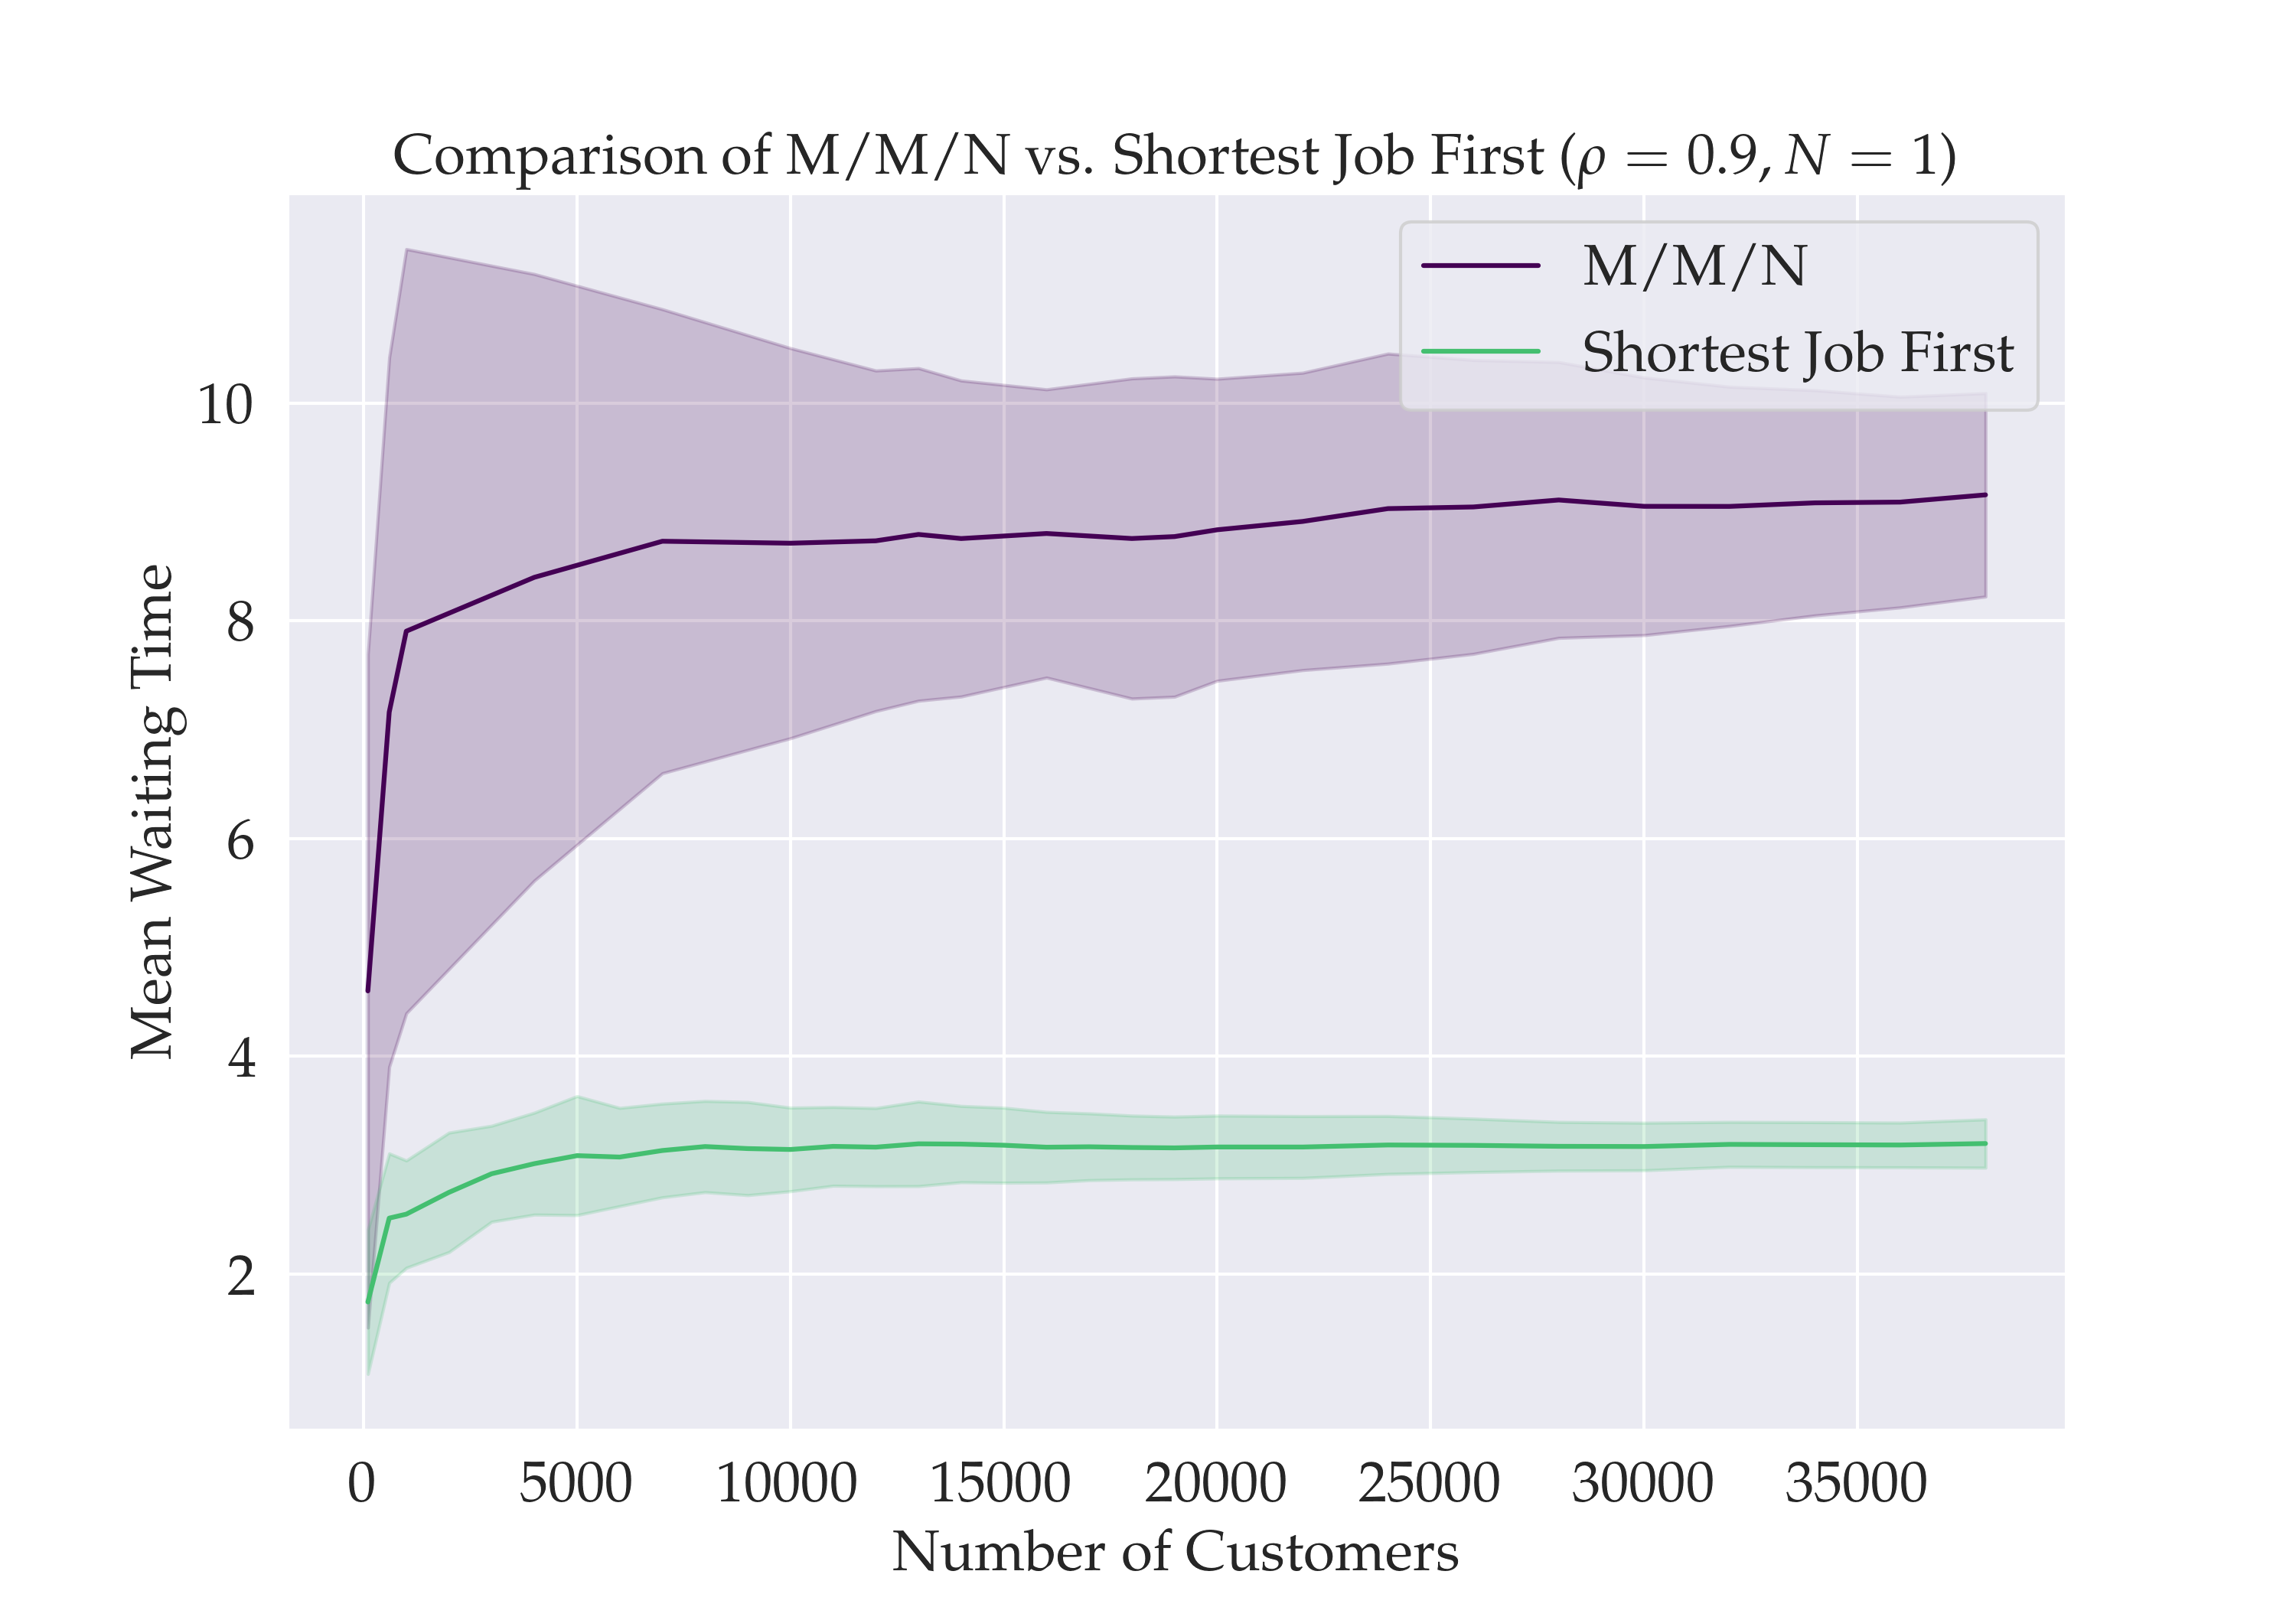 Comparison of M/M/N vs. Shortest Job First (ρ = 0.9, N = 1)
M/M/N
Shortest Job First
10
8
6
4
2
Mean Waiting Time
0 5000 10000 15000 20000 25000 30000 35000
Number of Customers